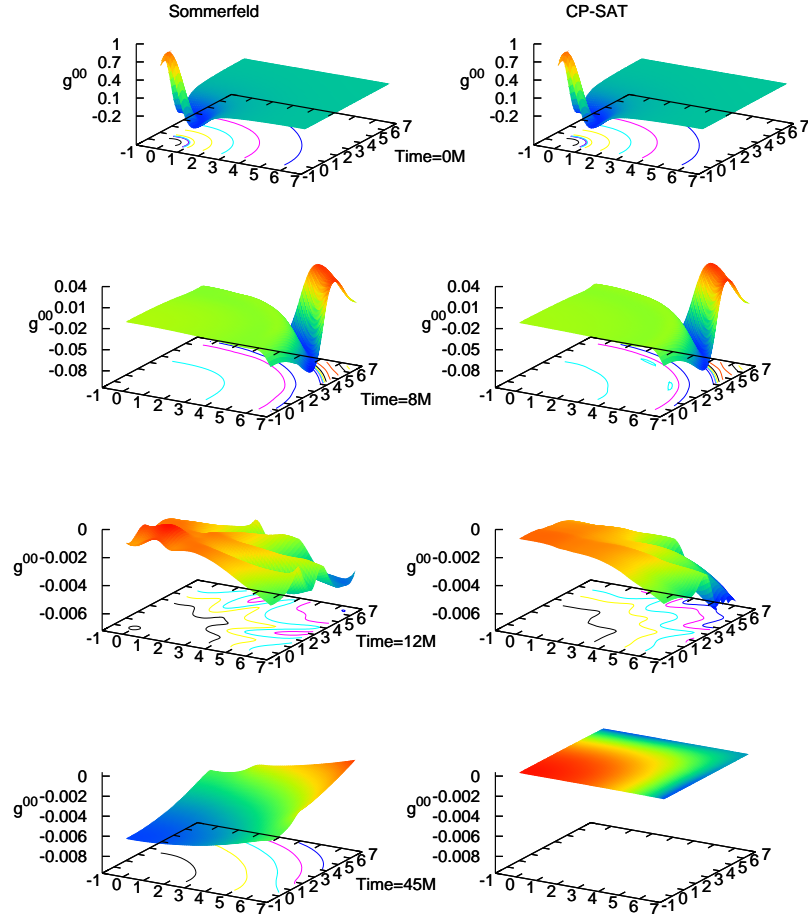 Sommerfeld CP-SAT
1 1
0.7 0.7
g00 0.4 g00 0.4
0.1 0.1
-0.2 -0.2
-1 0 1 2 3 4 5 6 7 -1 0 1 2 3 4 5 6 7 Time=0M -1 0 1 2 3 4 5 6 7 -1 0 1 2 3 4 5 6 7
0.04 0.04
0.01 0.01
g00 -0.02 g00 -0.02
-0.05 -0.05
-0.08 -0.08
-1 0 1 2 3 4 5 6 7 -1 0 1 2 3 4 5 6 7 Time=8M -1 0 1 2 3 4 5 6 7 -1 0 1 2 3 4 5 6 7
0 0
g00 -0.002 g00 -0.002
-0.004 -0.004
-0.006 -0.006
-1 0 1 2 3 4 5 6 7 -1 0 1 2 3 4 5 6 7 Time=12M -1 0 1 2 3 4 5 6 7 -1 0 1 2 3 4 5 6 7
0 0
g00 -0.002 g00 -0.002
-0.004 -0.004
-0.006 -0.006
-0.008 -0.008
-1 0 1 2 3 4 5 6 7 -1 0 1 2 3 4 5 6 7 Time=45M -1 0 1 2 3 4 5 6 7 -1 0 1 2 3 4 5 6 7